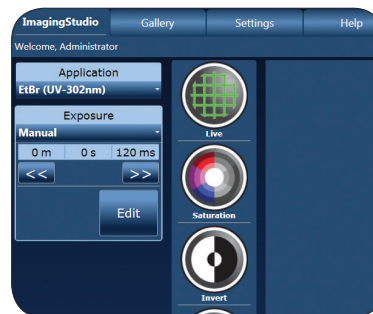 ImagingStudio Gallery Settings Help
Welcome, Administrator
Application
EtBr (UV-302nm)
Exposure
Manual
0 m 0 s 120 ms
<< >>
Edit
Live
Saturation
Invert